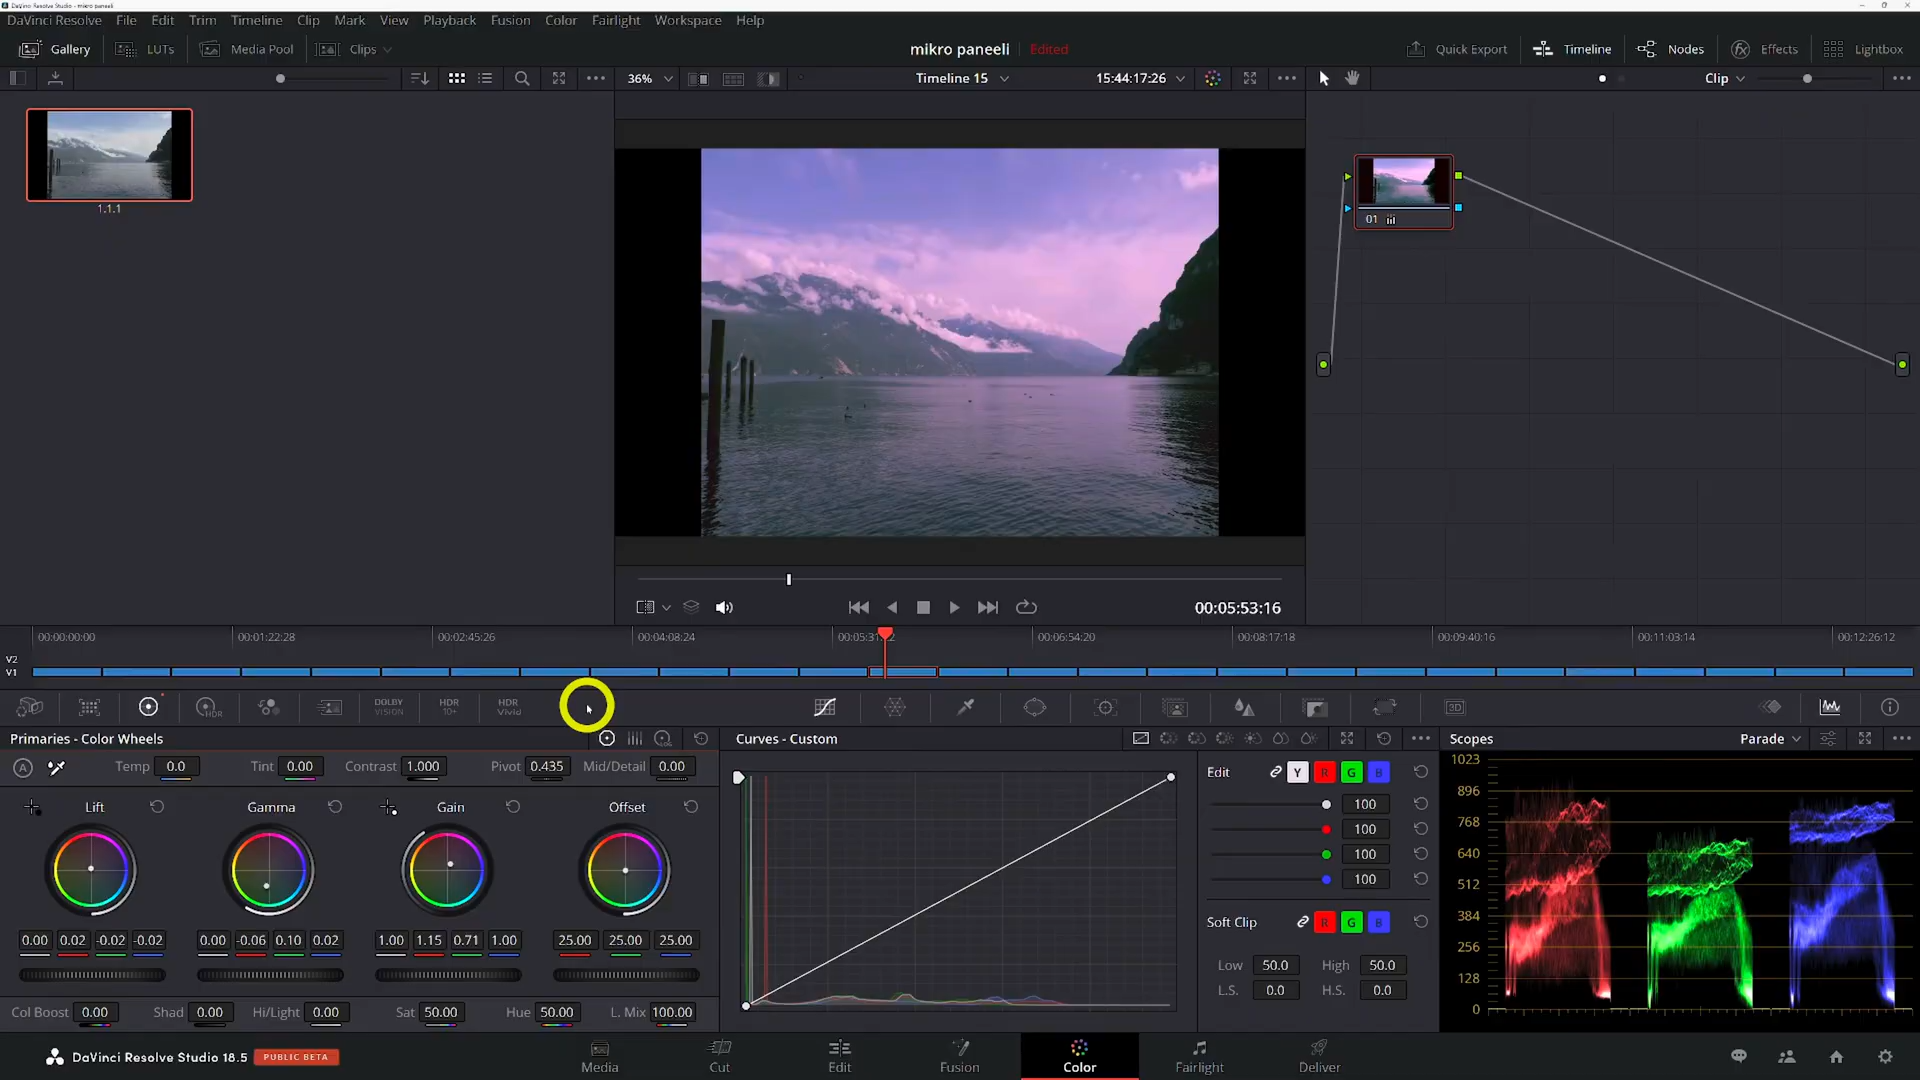 DaVinci Resolve Studio - mikro paneeli
DaVinci Resolve File Edit Trim Timeline Clip Mark View Playback Fusion Color Fairlight Workspace Help
Gallery LUTs Media Pool Clips mikro paneeli Edited Quick Export Timeline Nodes Effects Lightbox
36% Timeline 15 15:44:17:26 Clip
1.1.1
01
00:05:53:16
00:00:00:00 00:01:22:28 00:02:45:26 00:04:08:24 00:06:54:20 00:08:17:18 00:09:40:16 00:11:03:14 00:12:26:12
V2
V1
HDR DOLBY VISION HDR 10+ HDR Vivid 3D
Primaries - Color Wheels Curves - Custom Scopes Parade
A Temp 0.0 Tint 0.00 Contrast 1.000 Pivot 0.435 Mid/Detail 0.00
Lift Gamma Gain Offset
0.00 0.02 -0.02 -0.02 0.00 -0.06 0.10 0.02 1.00 1.15 0.71 1.00 25.00 25.00 25.00
Col Boost 0.00 Shad 0.00 Hi/Light 0.00 Sat 50.00 Hue 50.00 L. Mix 100.00
Edit Y R G B
100
100
100
100
Soft Clip R G B
Low 50.0 High 50.0
L.S. 0.0 H.S. 0.0
1023
896
768
640
512
384
256
128
0
DaVinci Resolve Studio 18.5 PUBLIC BETA
Media Cut Edit Fusion Color Fairlight Deliver